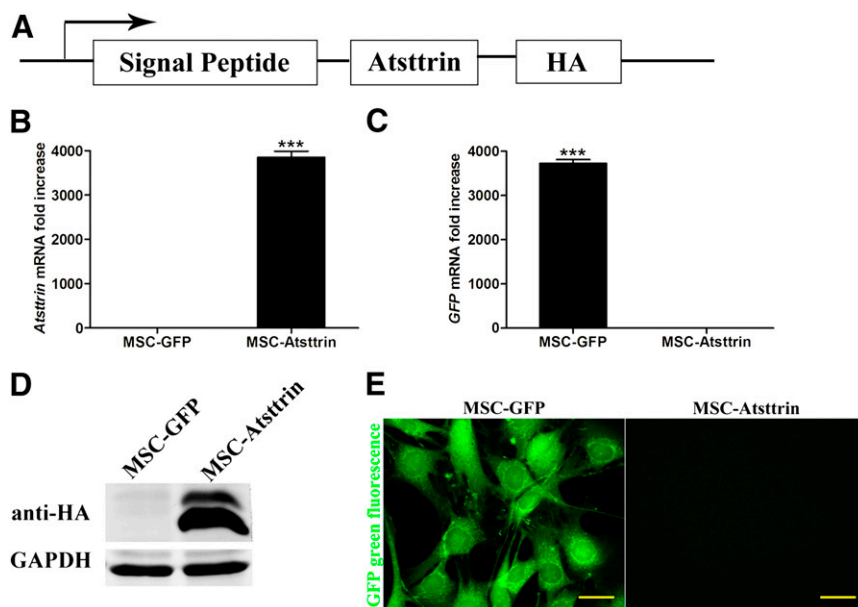 A
Signal Peptide Atsttrin HA
B
Atsttrin mRNA fold increase
4000
3000
2000
1000
0
***
MSC-GFP MSC-Atsttrin
C
GFP mRNA fold increase
4000
3000
2000
1000
0
***
MSC-GFP MSC-Atsttrin
D
MSC-GFP
MSC-Atsttrin
anti-HA
GAPDH
E
MSC-GFP MSC-Atsttrin
GFP green fluorescence